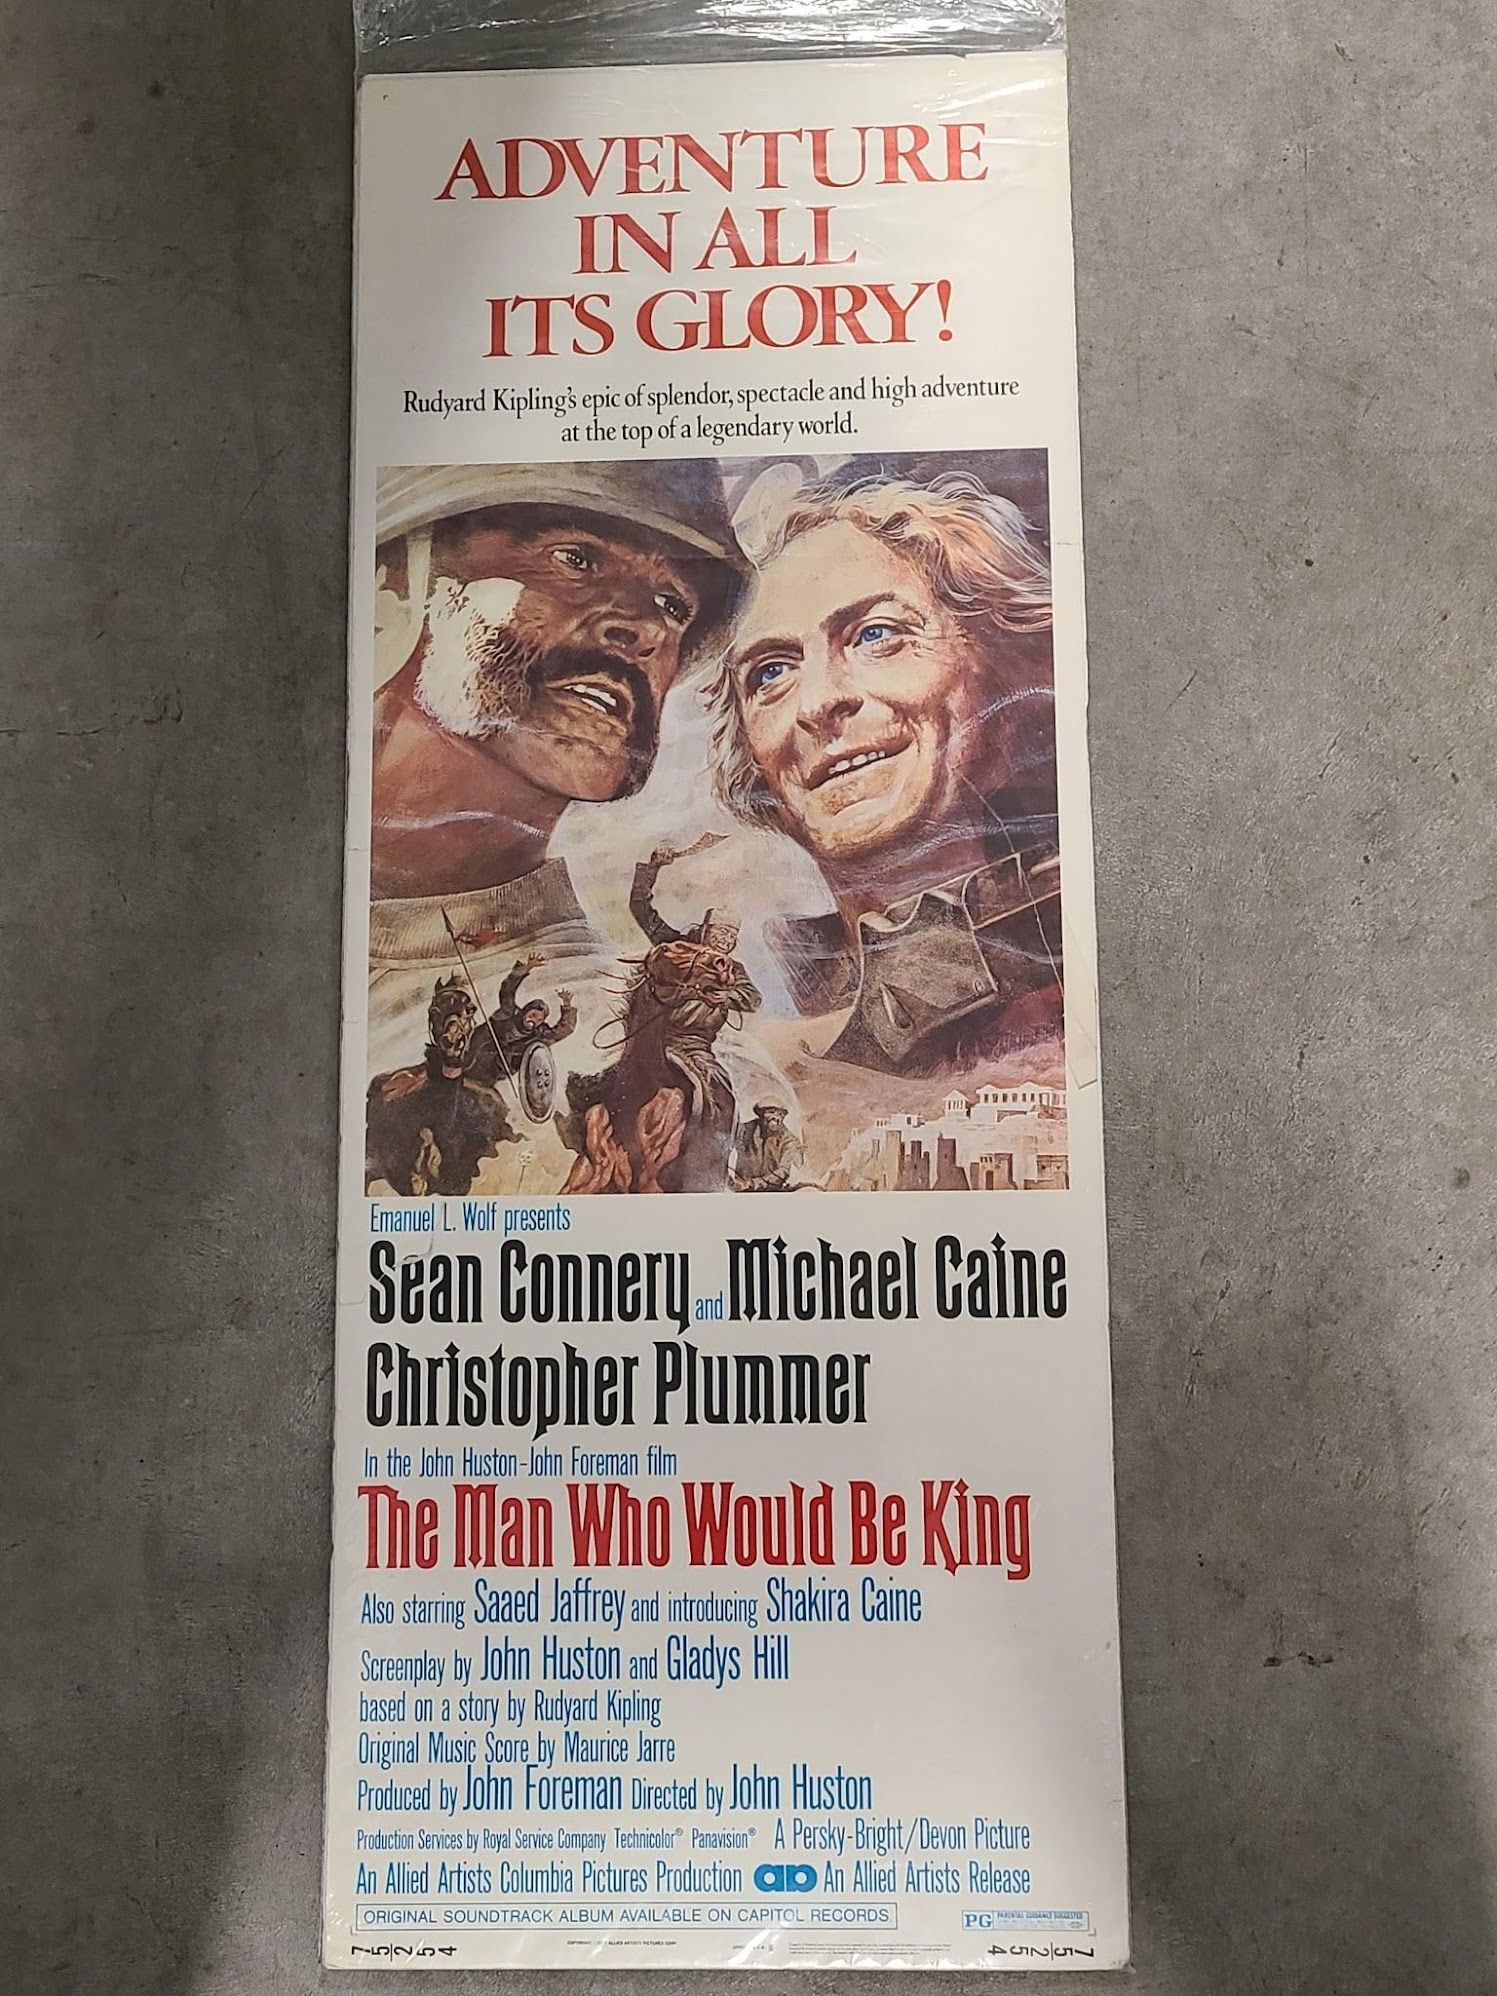 ADVENTURE
IN ALL
ITS GLORY!
Rudyard Kipling's epic of splendor, spectacle and high adventure
at the top of a legendary world.
Emanuel L. Wolf presents
Sean Connery and Michael Caine
Christopher Plummer
In the John Huston-John Foreman film
The Man Who Would Be King
Also starring Saeed Jaffrey and introducing Shakira Caine
Screenplay by John Huston and Gladys Hill
based on a story by Rudyard Kipling
Original Music Score by Maurice Jarre
Produced by John Foreman Directed by John Huston
Production Services by Royal Service Company Technicolor® Panavision® A Persky-Bright/Devon Picture
An Allied Artists Columbia Pictures Production aa An Allied Artists Release
ORIGINAL SOUNDTRACK ALBUM AVAILABLE ON CAPITOL RECORDS
PG PARENTAL GUIDANCE SUGGESTED
75/254
75/254